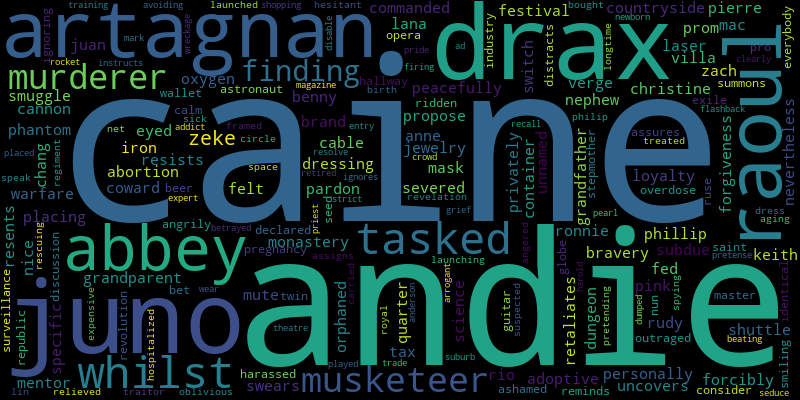 training avoiding launched shopping hesitant bought newborn commanded countryside pierre
artagnan drax ignoring juan mark disable lana festival prom mac everybody
wreckage opera industry distracts longtime laser pro
pride switch villa clearly
rocket instructs finding firing ad verge zach summons
murderer oxygen hallway peacefully nephew christine exile
smuggle wallet astronaut magazine birth ridden philip flashback
cannon calm benny propose recall raoul
phantom net sick brand cable anne crowd unnamed assures treated
eyed addict zeke framed circle resolve entry jewelry privately container grandfather stepmother forgiveness nevertheless
chang iron resists space dressing ignores mask loyalty
placed regiment abortion felt retired district severed overdose ruse
speak coward beer pardon revelation pearl dress
warfare expert caine seed grief aging
placing angrily betrayed priest declared tasked ronnie phillip
resents nice discussion abbey monastery launching angered bravery subdue saint keith
rescuing pregnancy assigns arrogant globe fed pretense
surveillance grandparent orphaned carried science harold pink nun spying master identical
specific bet wear mute twin royal quarter guitar suspected dungeon
juno andie
republic expensive revolution hospitalized theatre anderson tax pretending retaliates dumped rudy shuttle
trade outraged beating smiling
whilst harassed suburb personally
mentor swears musketeer rio adoptive uncovers forcibly
lin relieved traitor oblivious played ashamed reminds consider seduce